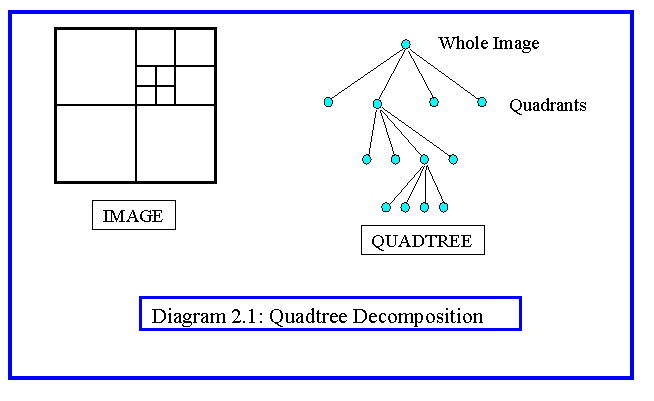 Whole Image
Quadrants
IMAGE
QUADTREE
Diagram 2.1: Quadtree Decomposition